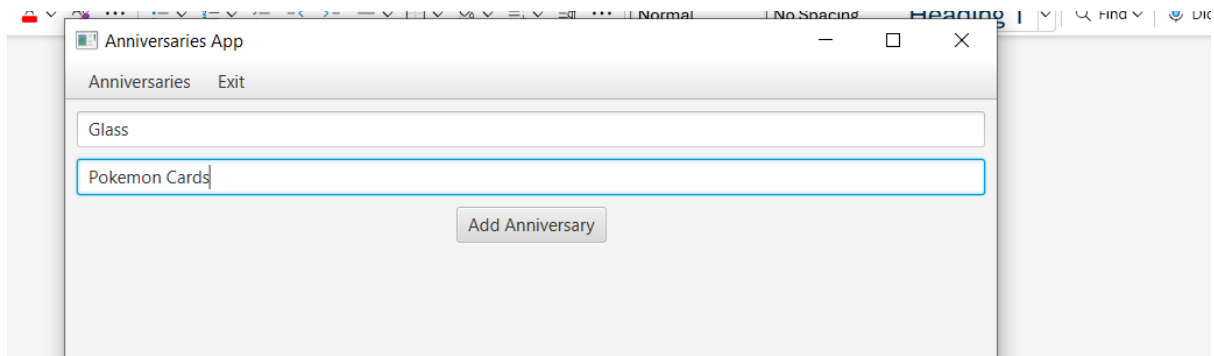 Normal No Spacing Heading 1 Find
Anniversaries App
Anniversaries Exit
Glass
Pokemon Cards
Add Anniversary